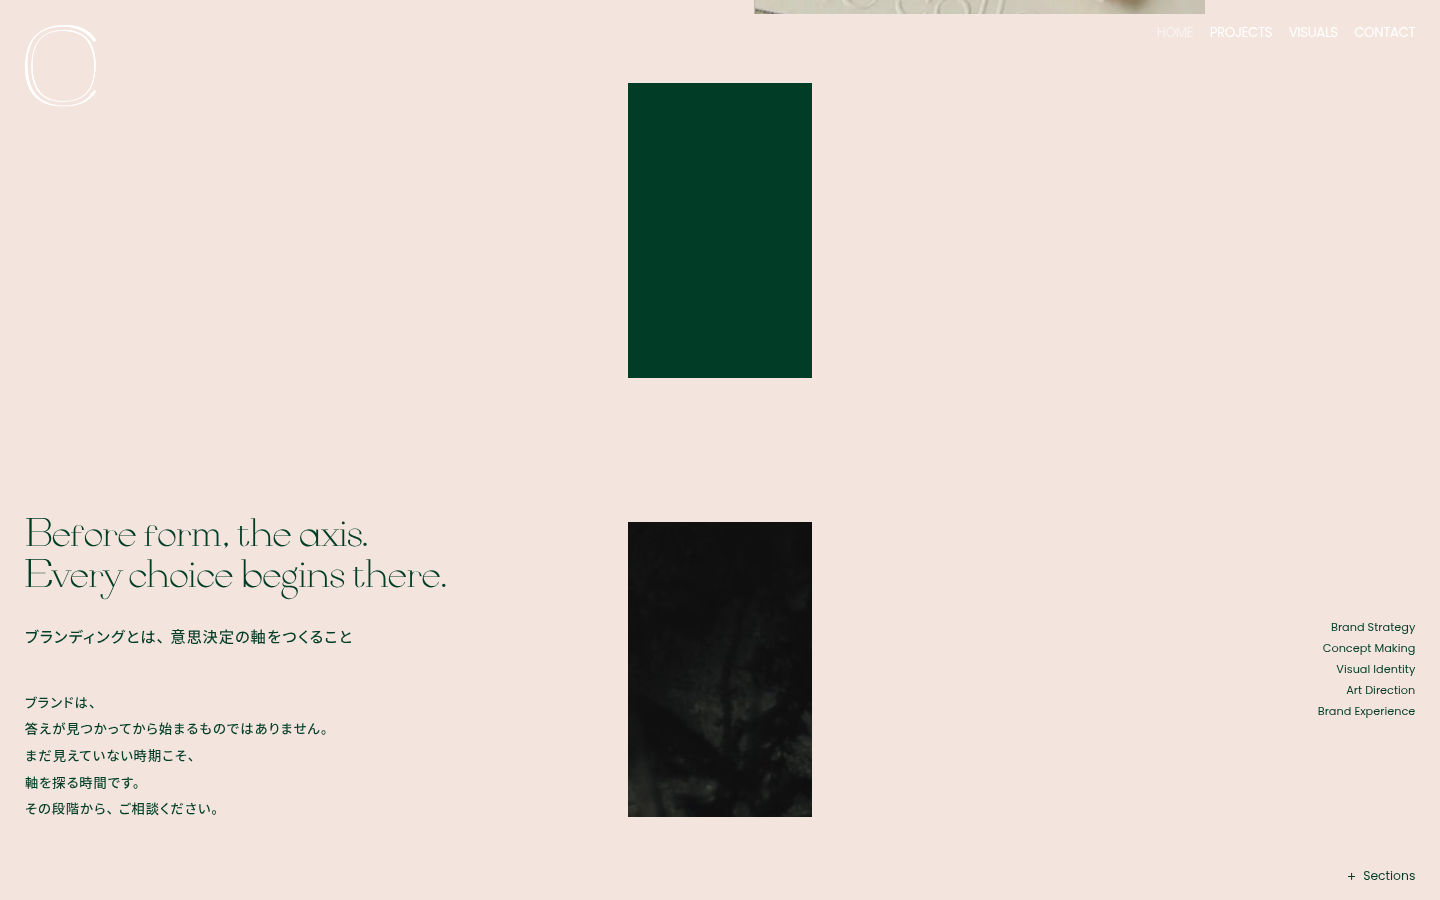 C
HOME PROJECTS VISUALS CONTACT
Before form, the axis.
Every choice begins there.
ブランディングとは、意思決定の軸をつくること
ブランドは、
答えが見つかってから始まるものではありません。
まだ見えていない時期こそ、
軸を探る時間です。
その段階から、ご相談ください。
Brand Strategy
Concept Making
Visual Identity
Art Direction
Brand Experience
+ Sections